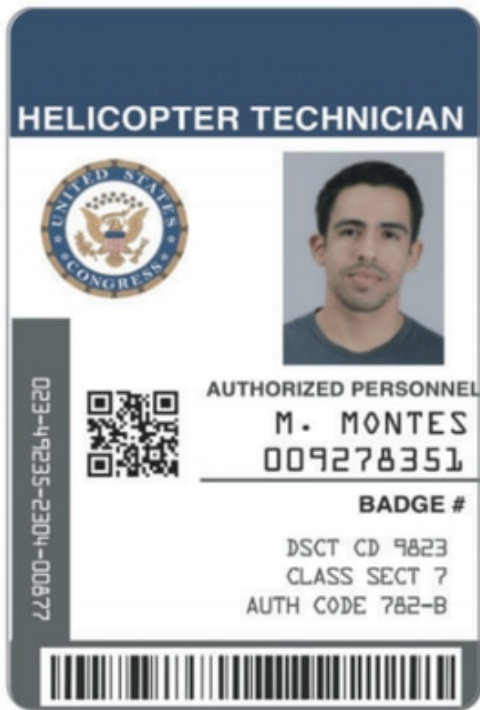 HELICOPTER TECHNICIAN
UNITED STATES
CONGRESS
AUTHORIZED PERSONNEL
M. MONTES
009278351
BADGE #
DSCT CD 9823
CLASS SECT 7
AUTH CODE 782-B
023-49235-2304-00877